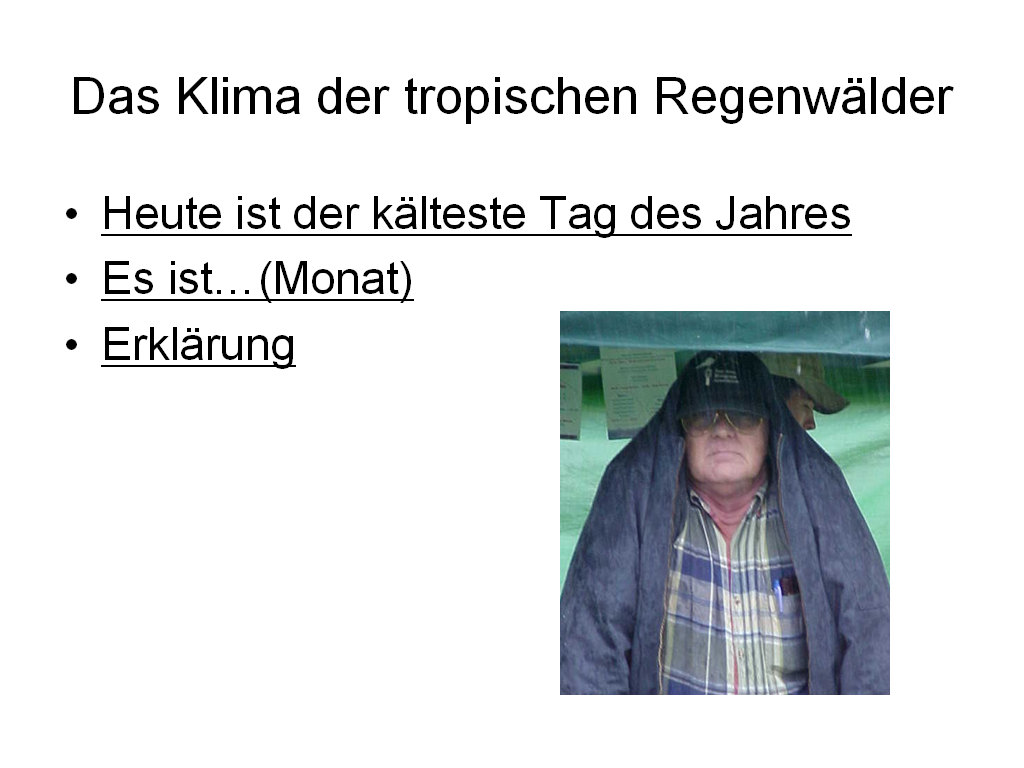 Das Klima der tropischen Regenwälder
• Heute ist der kälteste Tag des Jahres
• Es ist…(Monat)
• Erklärung